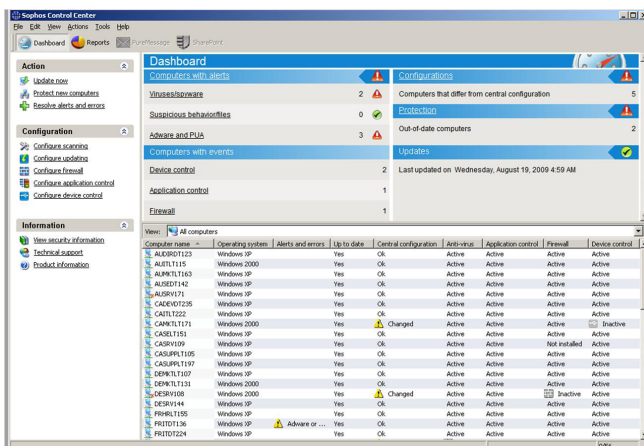 Sophos Control Center
File Edit View Actions Tools Help
Dashboard Reports PureMessage SharePoint
Action
Update now
Protect new computers
Resolve alerts and errors
Configuration
Configure scanning
Configure updating
Configure firewall
Configure application control
Configure device control
Information
View security information
Technical support
Product information
Dashboard
Computers with alerts
Viruses/spyware 2
Suspicious behavior/files 0
Adware and PUA 3
Computers with events
Device control 2
Application control 1
Firewall 1
Configurations
Computers that differ from central configuration 5
Protection
Out-of-date computers 2
Updates
Last updated on Wednesday, August 19, 2009 4:59 AM
View: All computers
Computer name Operating system Alerts and errors Up to date Central configuration Anti-virus Application control Firewall Device control
AUDIRDT123 Windows XP Yes Ok Active Active Active Active
AUITLT115 Windows 2000 Yes Ok Active Active Active Active
AUMKTLT163 Windows XP Yes Ok Active Active Active Active
AUSEDT142 Windows XP Yes Ok Active Active Active Active
AUSRV171 Windows XP Yes Ok Active Active Active Active
CADEVDT235 Windows XP Yes Ok Active Active Active Active
CAITLT222 Windows XP Yes Ok Active Active Active Active
CAMKTLT171 Windows 2000 Yes Changed Active Active Active Inactive
CASELT151 Windows XP Yes Ok Active Active Active Active
CASRV109 Windows XP Yes Ok Active Active Not installed Active
CASUPPLT105 Windows XP Yes Ok Active Active Active Active
CASUPPLT197 Windows XP Yes Ok Active Active Active Active
DEMKTLT107 Windows XP Yes Ok Active Active Active Active
DEMKTLT131 Windows 2000 Yes Ok Active Active Active Active
DESRV108 Windows 2000 Yes Changed Active Active Inactive Active
DESRV144 Windows XP Yes Ok Active Active Active Active
FRHRLT155 Windows XP Yes Ok Active Active Active Active
FRITDT136 Windows XP Adware or ... Yes Ok Active Active Active Active
FRITDT224 Windows XP Yes Ok Active Active Active Active